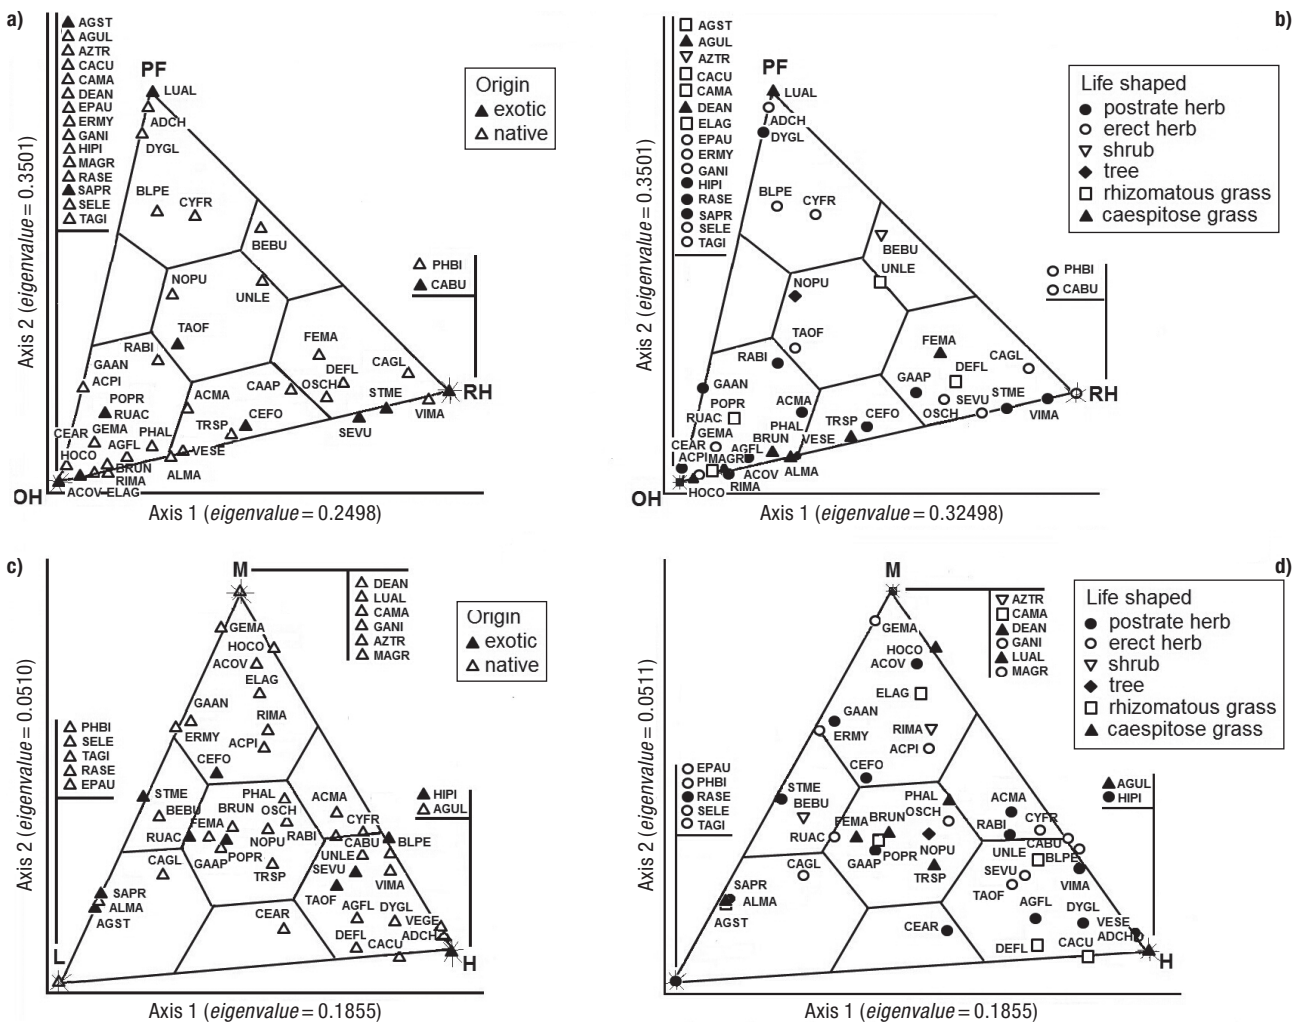 a)
AGST
AGUL
AZTR
CACU
CAMA
DEAN
EPAU
ERMY
GANI
HIPI
MAGR
RASE
SAPR
SELE
TAGI
PF
LUAL
ADCH
DYGL
BLPE
CYFR
BEBU
NOPU
UNLE
TAOF
RABI
GAAN
ACPI
POPR
RUAC
GEMA
CEAR
AGFL
PHAL
HOCO
BRUN
RIMA
ACOV
ELAG
ACMA
TRSP
CEFO
VESE
ALMA
FEMA
DEFL
CAGL
CAAP
OSCH
STME
SEVU
VIMA
RH
OH
Origin
exotic
native
PHBI
CABU
Axis 2 (eigenvalue = 0.3501)
Axis 1 (eigenvalue = 0.2498)
b)
AGST
AGUL
AZTR
CACU
CAMA
DEAN
ELAG
EPAU
ERMY
GANI
HIPI
RASE
SAPR
SELE
TAGI
PF
LUAL
ADCH
DYGL
BLPE
CYFR
BEBU
UNLE
NOPU
TAOF
RABI
GAAN
POPR
RUAC
GEMA
CEAR
ACPI
MAGR
AGFL
BRUN
PHAL
ACMA
VESE
TRSP
CEFO
HOCO
RIMA
ACOV
ALMA
FEMA
DEFL
CAGL
GAAP
OSCH
SEVU
STME
VIMA
RH
OH
Life shaped
postrate herb
erect herb
shrub
tree
rhizomatous grass
caespitose grass
PHBI
CABU
Axis 2 (eigenvalue = 0.3501)
Axis 1 (eigenvalue = 0.32498)
c)
M
DEAN
LUAL
CAMA
GANI
AZTR
MAGR
Origin
exotic
native
GEMA
HOCO
ACOV
ELAG
GAAN
RIMA
ERMY
ACPI
CEFO
PHBI
SELE
TAGI
RASE
EPAU
STME
BEBU
RUAC
FEMA
BRUN
PHAL
OSCH
ACMA
CYFR
RABI
CABU
BLPE
HIPI
AGUL
CAGL
GAAP
POPR
NOPU
TRSP
UNLE
SEVU
VIMA
TAOF
SAPR
ALMA
AGST
CEAR
AGFL
DYGL
VEGE
ADCH
DEFL
CACU
L
H
Axis 2 (eigenvalue = 0.0510)
Axis 1 (eigenvalue = 0.1855)
d)
M
AZTR
CAMA
DEAN
GANI
LUAL
MAGR
Life shaped
postrate herb
erect herb
shrub
tree
rhizomatous grass
caespitose grass
GEMA
HOCO
ACOV
ELAG
GAAN
ERMY
RIMA
ACPI
CEFO
EPAU
PHBI
RASE
SELE
TAGI
STME
BEBU
RUAC
FEMA
BRUN
PHAL
OSCH
ACMA
RABI
CYFR
CABU
BLPE
AGUL
HIPI
CAGL
GAAP
POPR
NOPU
TRSP
UNLE
SEVU
VIMA
TAOF
SAPR
ALMA
AGST
CEAR
AGFL
DYGL
VESE
ADCH
DEFL
CACU
H
Axis 2 (eigenvalue = 0.0511)
Axis 1 (eigenvalue = 0.1855)